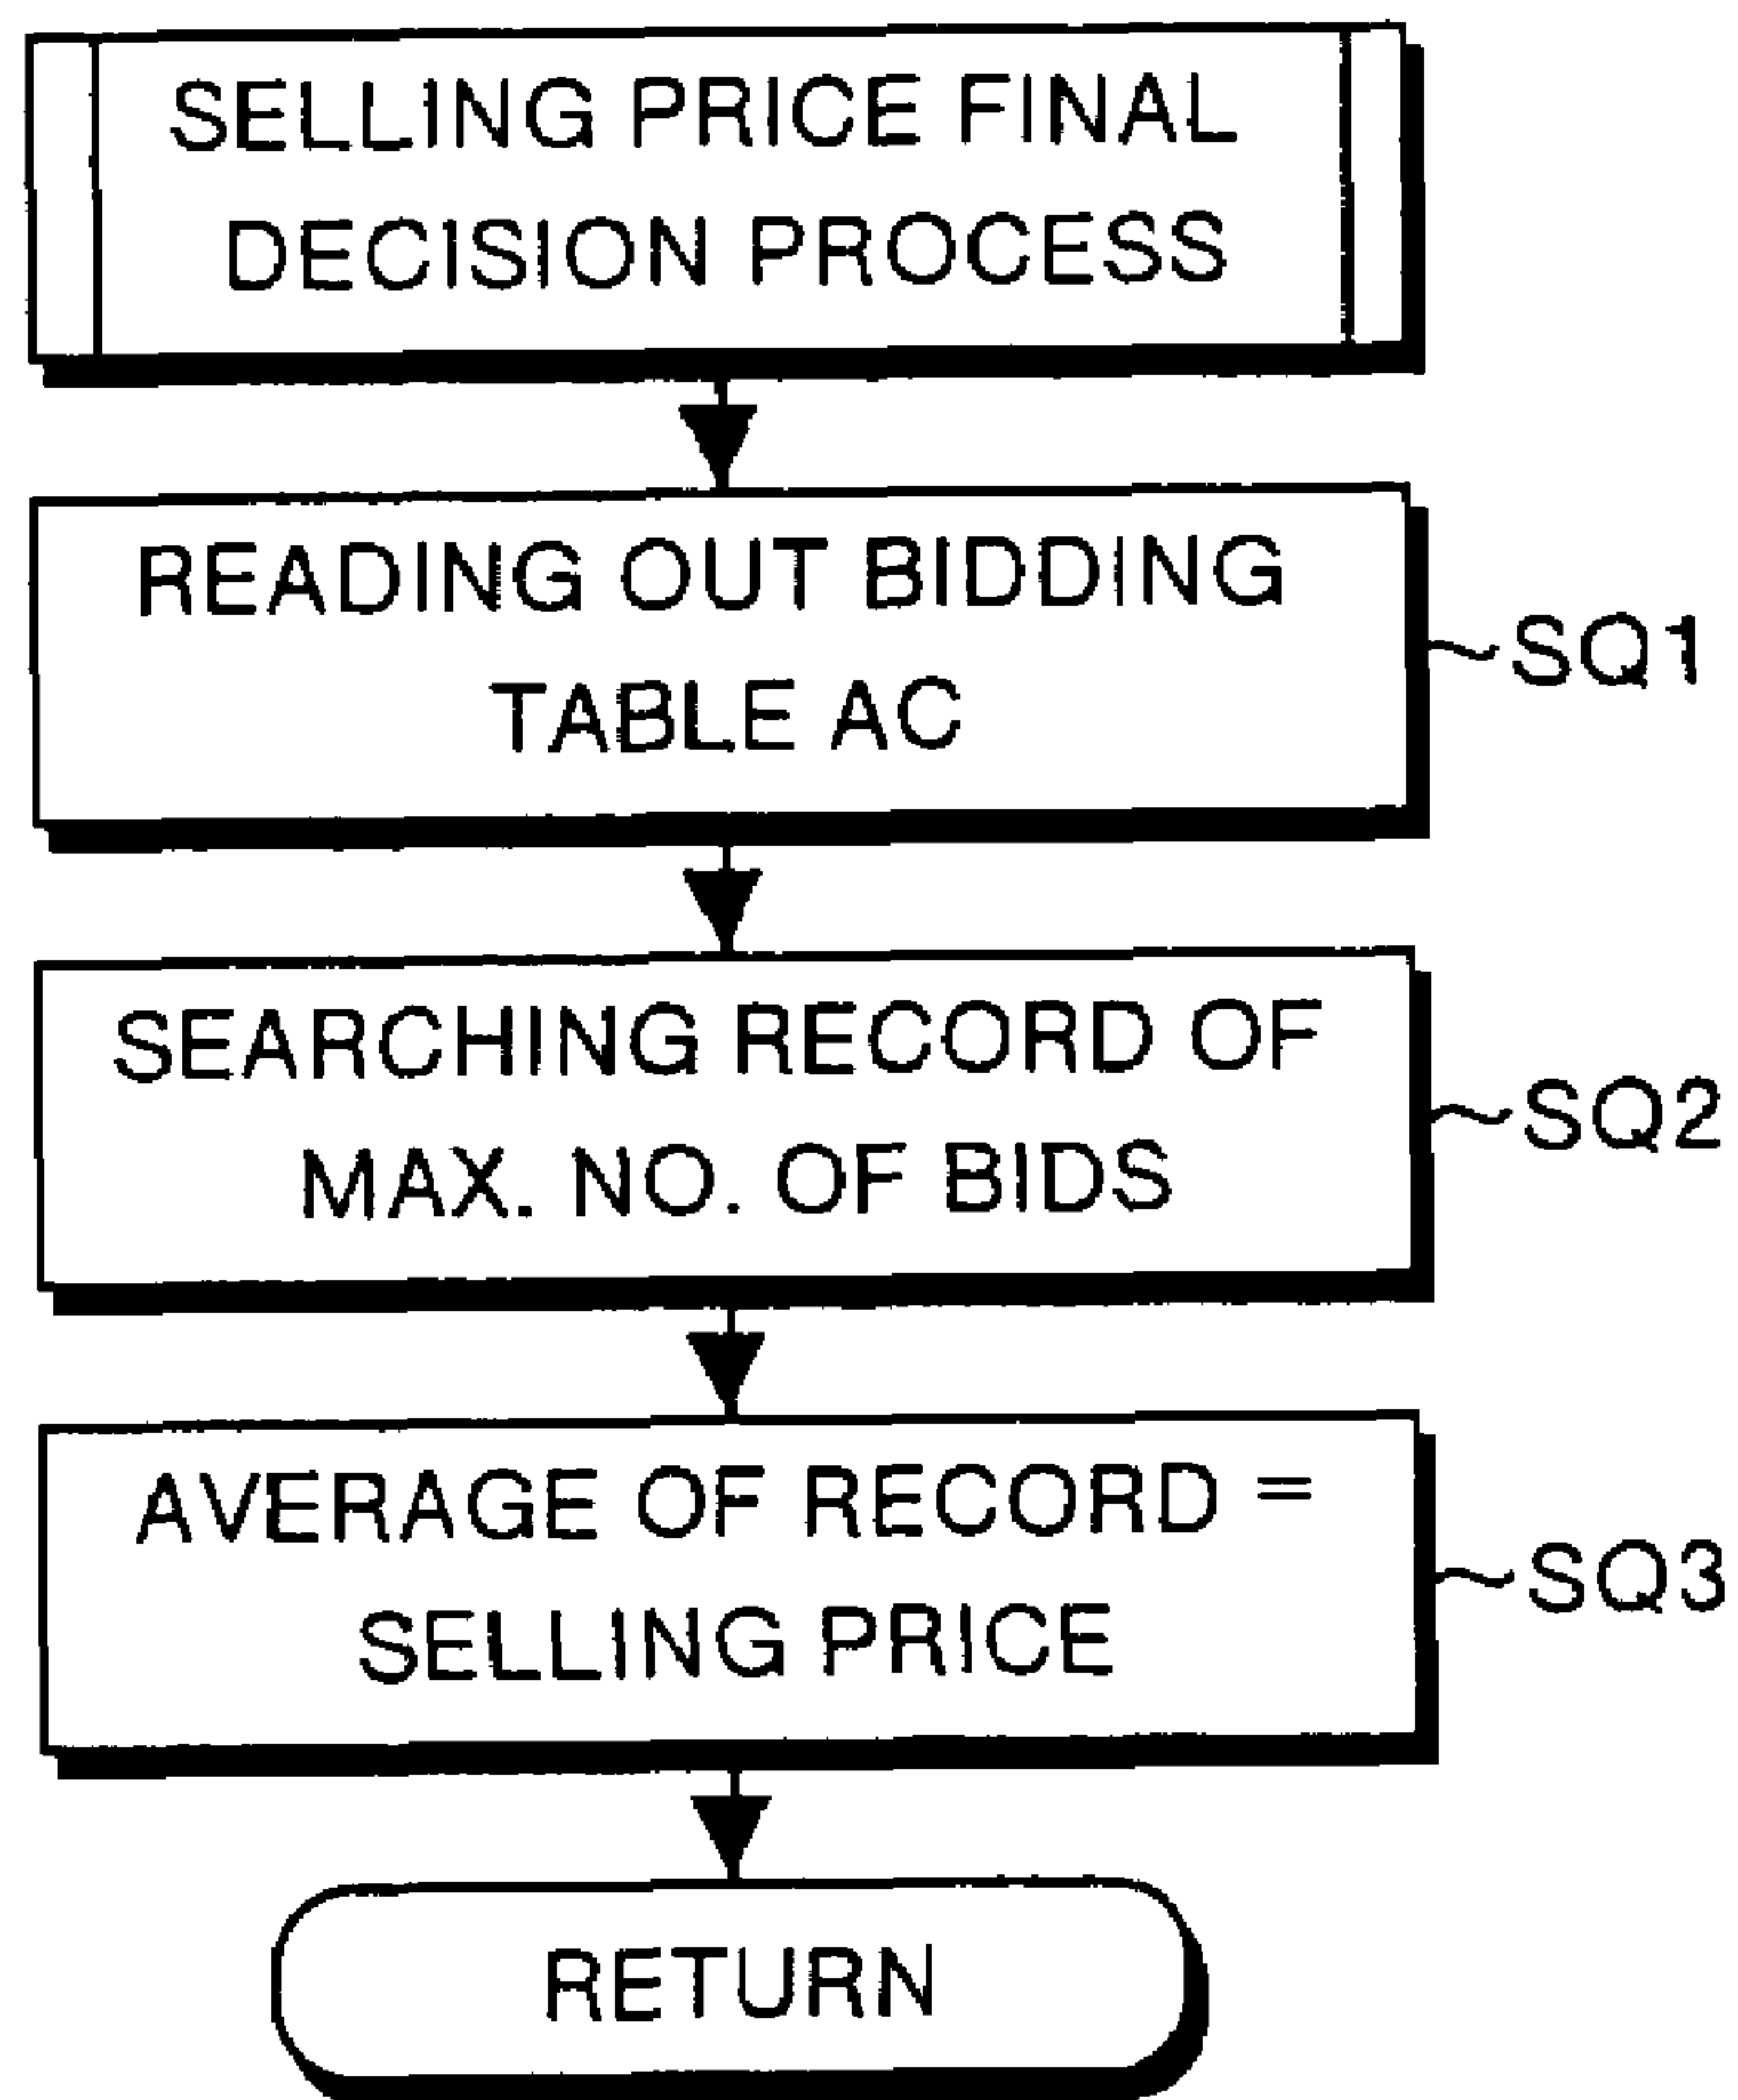 SELLING PRICE FINAL
DECISION PROCESS
READING OUT BIDDING
TABLE AC
SQ1
SEARCHING RECORD OF
MAX. NO. OF BIDS
SQ2
AVERAGE OF RECORD =
SELLING PRICE
SQ3
RETURN